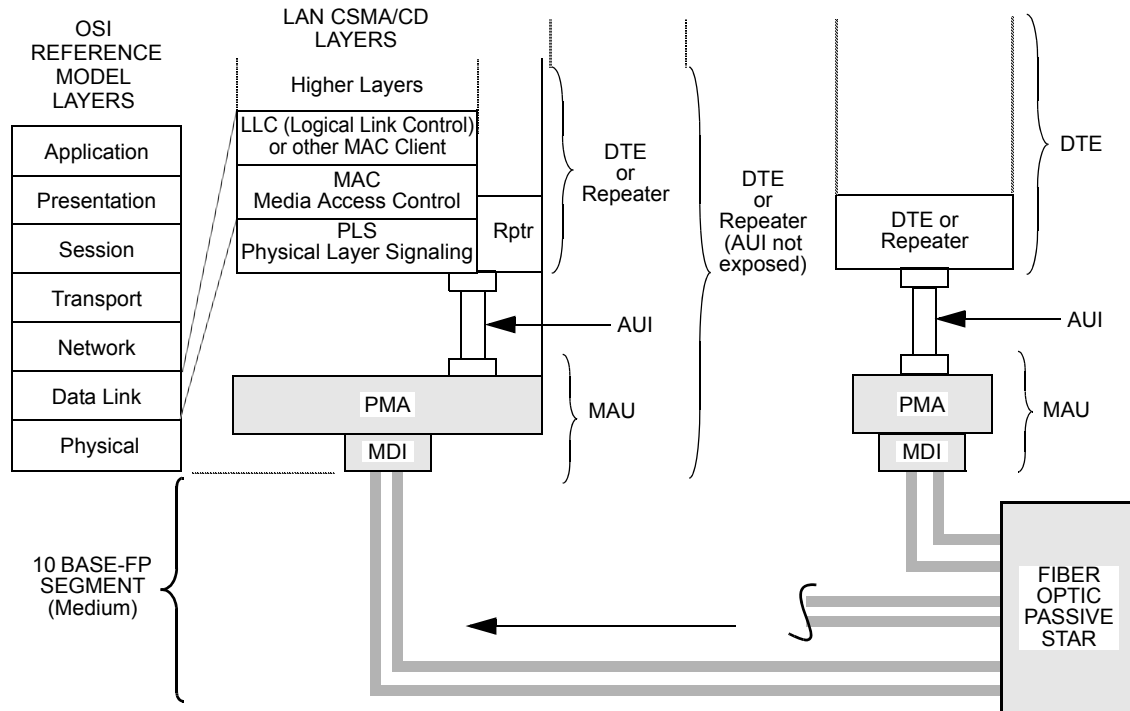 OSI
REFERENCE
MODEL
LAYERS
Application
Presentation
Session
Transport
Network
Data Link
Physical
LAN CSMA/CD
LAYERS
Higher Layers
LLC (Logical Link Control)
or other MAC Client
MAC
Media Access Control
PLS
Physical Layer Signaling
Rptr
DTE
or
Repeater
AUI
PMA
MAU
MDI
DTE
or
Repeater
(AUI not
exposed)
DTE
DTE or
Repeater
AUI
PMA
MAU
MDI
10 BASE-FP
SEGMENT
(Medium)
FIBER
OPTIC
PASSIVE
STAR